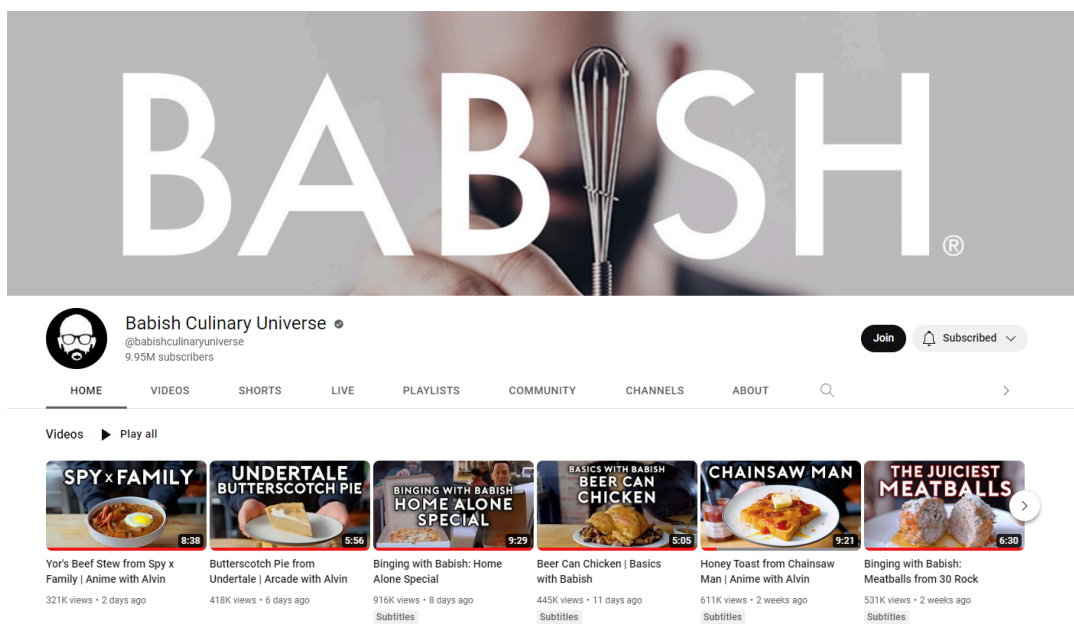 BABISH
®
Babish Culinary Universe
@babishculinaryuniverse
9.95M subscribers
Join
Subscribed
HOME
VIDEOS
SHORTS
LIVE
PLAYLISTS
COMMUNITY
CHANNELS
ABOUT
Videos
Play all
SPY x FAMILY
8:38
Yor's Beef Stew from Spy x
Family | Anime with Alvin
321K views • 2 days ago
UNDERTALE
BUTTERSCOTCH PIE
5:56
Butterscotch Pie from
Undertale | Arcade with Alvin
418K views • 6 days ago
BINGING WITH BABISH
HOME ALONE
SPECIAL
9:29
Binging with Babish: Home
Alone Special
916K views • 8 days ago
Subtitles
BASICS WITH BABISH
BEER CAN
CHICKEN
5:05
Beer Can Chicken | Basics
with Babish
445K views • 11 days ago
Subtitles
CHAINSAW MAN
9:21
Honey Toast from Chainsaw
Man | Anime with Alvin
611K views • 2 weeks ago
Subtitles
THE JUICIEST
MEATBALLS
6:30
Binging with Babish:
Meatballs from 30 Rock
531K views • 2 weeks ago
Subtitles